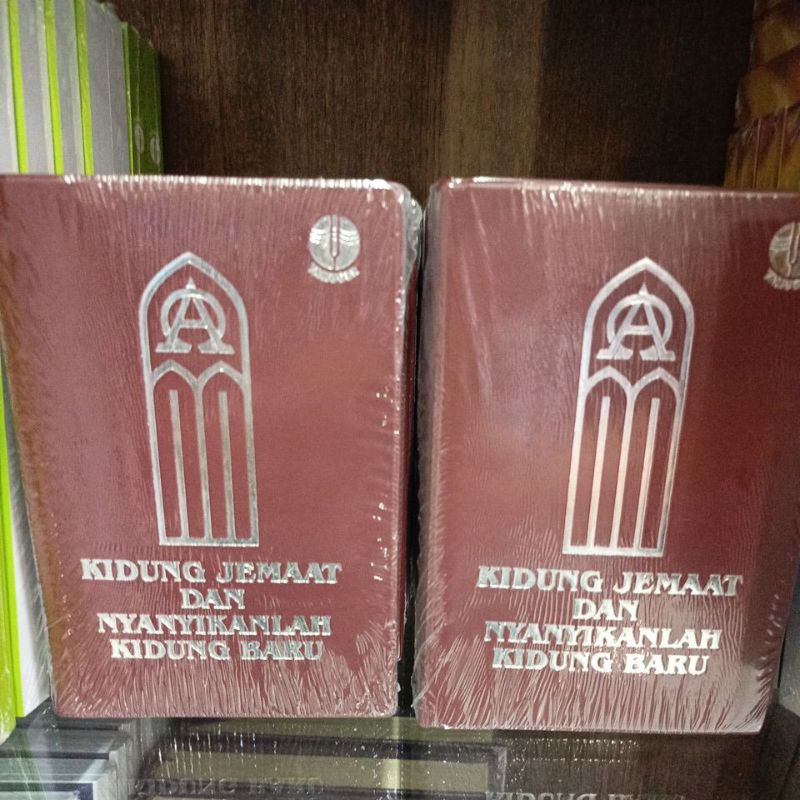 KIDUNG JEMAAT
DAN
NYANYIKANLAH
KIDUNG BARU
KIDUNG JEMAAT
DAN
NYANYIKANLAH
KIDUNG BARU